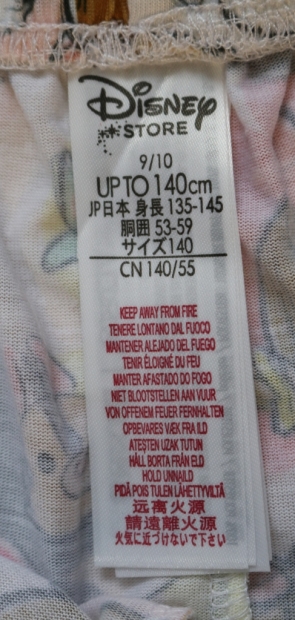 Disney
STORE
9/10
UP TO 140cm
JP日本 身長 135-145
胴囲 53-59
サイズ140
CN 140/55
KEEP AWAY FROM FIRE
TENERE LONTANO DAL FUOCO
MANTENER ALEJADO DEL FUEGO
TENIR ÉLOIGNÉ DU FEU
MANTER AFASTADO DO FOGO
NIET BLOOTSTELLEN AAN VUUR
VON OFFENEM FEUER FERNHALTEN
OPBEVARES VÆK FRA ILD
ATEŞTEN UZAK TUTUN
HÅLL BORTA FRÅN ELD
HOLD UNNAILD
PIDÄ POIS TULEN LÄHETTYVILTÄ
远离火源
請遠離火源
火気に近づけないで下さい